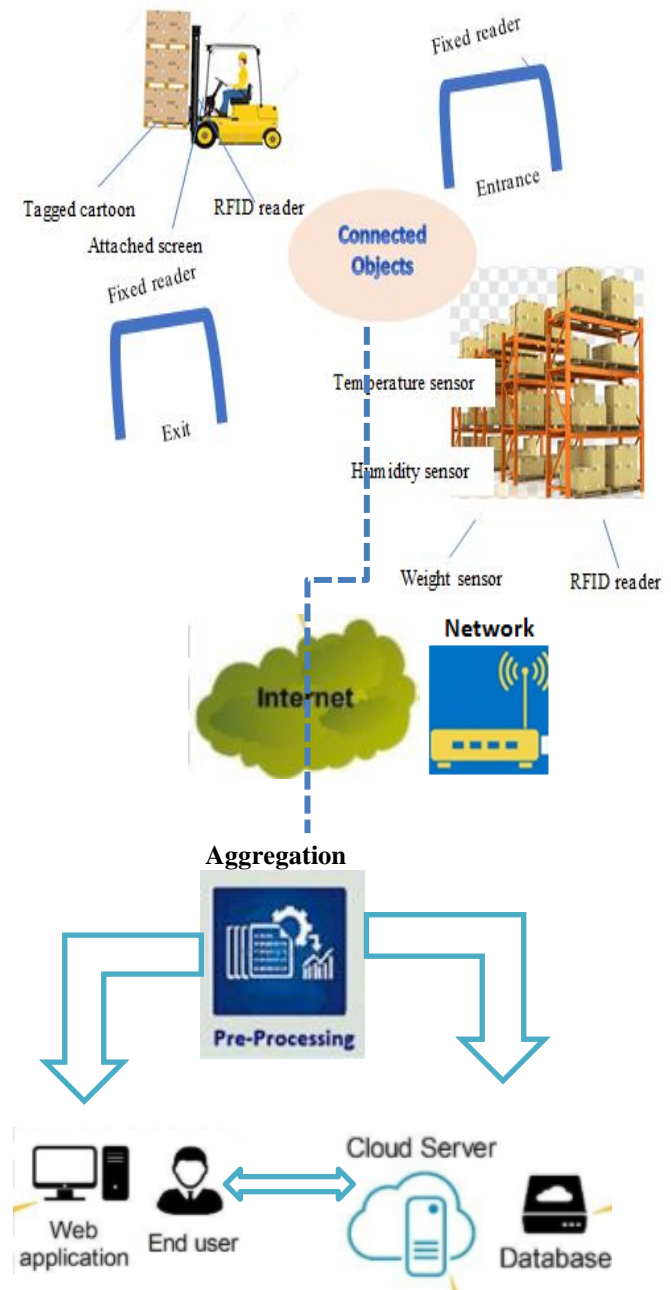 Fixed reader
Entrance
Tagged cartoon
RFID reader
Attached screen
Connected
Objects
Fixed reader
Exit
Temperature sensor
Humidity sensor
Weight sensor
RFID reader
Network
Internet
Aggregation
Pre-Processing
Cloud Server
Web
application
End user
Database